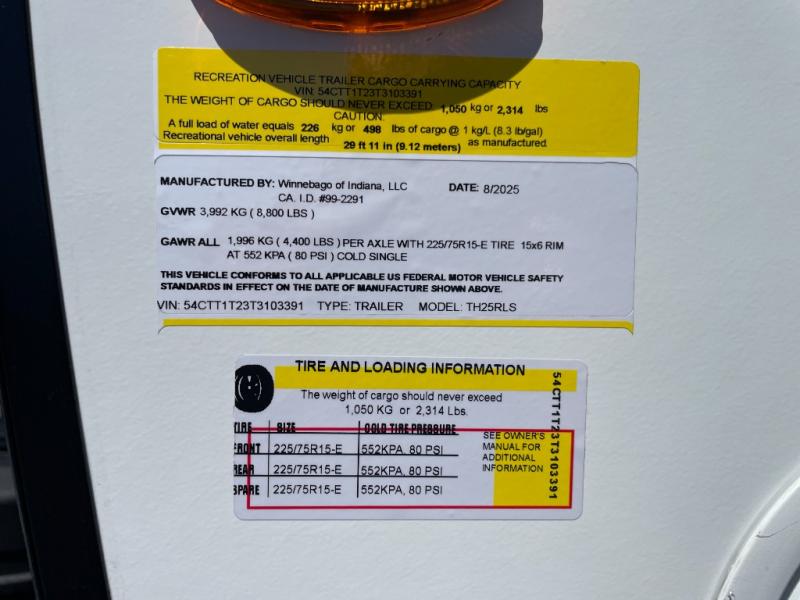 RECREATION VEHICLE TRAILER CARGO CARRYING CAPACITY
VIN: 54CTT1T23T3103391
THE WEIGHT OF CARGO SHOULD NEVER EXCEED 1,050 kg or 2,314 lbs
CAUTION:
A full load of water equals 226 kg or 498 lbs of cargo @ 1 kg/L (8.3 lb/gal)
Recreational vehicle overall length 29 ft 11 in (9.12 meters) as manufactured
MANUFACTURED BY: Winnebago of Indiana, LLC DATE: 8/2025
CA. I.D. #99-2291
GVWR 3,992 KG ( 8,800 LBS )
GAWR ALL 1,996 KG ( 4,400 LBS ) PER AXLE WITH 225/75R15-E TIRE 15x6 RIM
AT 552 KPA ( 80 PSI ) COLD SINGLE
THIS VEHICLE CONFORMS TO ALL APPLICABLE US FEDERAL MOTOR VEHICLE SAFETY
STANDARDS IN EFFECT ON THE DATE OF MANUFACTURE SHOWN ABOVE.
VIN: 54CTT1T23T3103391 TYPE: TRAILER MODEL: TH25RLS
TIRE AND LOADING INFORMATION
The weight of cargo should never exceed
1,050 KG or 2,314 Lbs.
TIRE SIZE COLD TIRE PRESSURE
FRONT 225/75R15-E 552KPA, 80 PSI
REAR 225/75R15-E 552KPA, 80 PSI
SPARE 225/75R15-E 552KPA, 80 PSI
SEE OWNER'S
MANUAL FOR
ADDITIONAL
INFORMATION
54CTT1T23T3103391